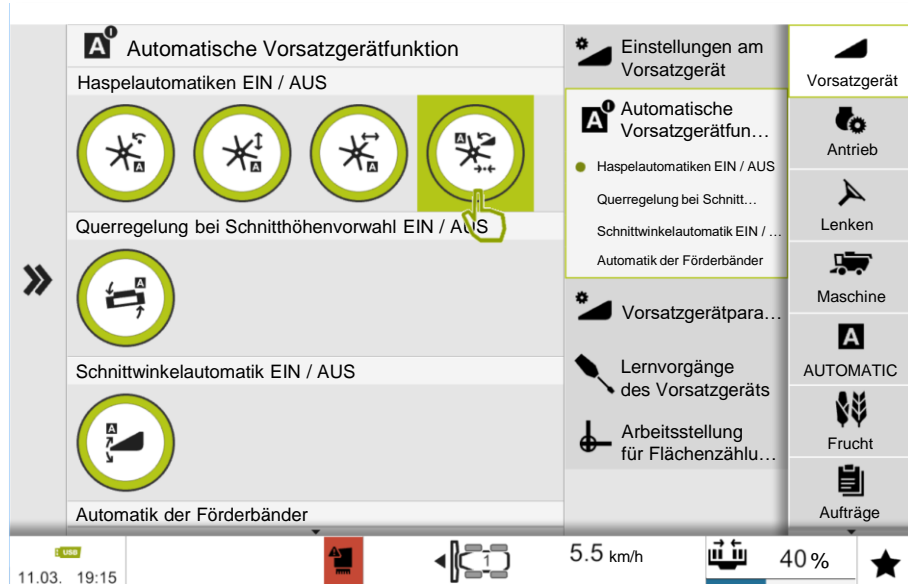 Automatische Vorsatzgerätfunktion
Haspelautomatiken EIN / AUS
Querregelung bei Schnitthöhenvorwahl EIN / AUS
Schnittwinkelautomatik EIN / AUS
Automatik der Förderbänder
Einstellungen am
Vorsatzgerät
Automatische
Vorsatzgerätfun…
Haspelautomatiken EIN / AUS
Querregelung bei Schnitt…
Schnittwinkelautomatik EIN / …
Automatik der Förderbänder
Vorsatzgerätpara…
Lernvorgänge
des Vorsatzgeräts
Arbeitsstellung
für Flächenzählu…
Vorsatzgerät
Antrieb
Lenken
Maschine
A
AUTOMATIC
Frucht
Aufträge
USB
11.03. 19:15
1
5.5 km/h
40 %